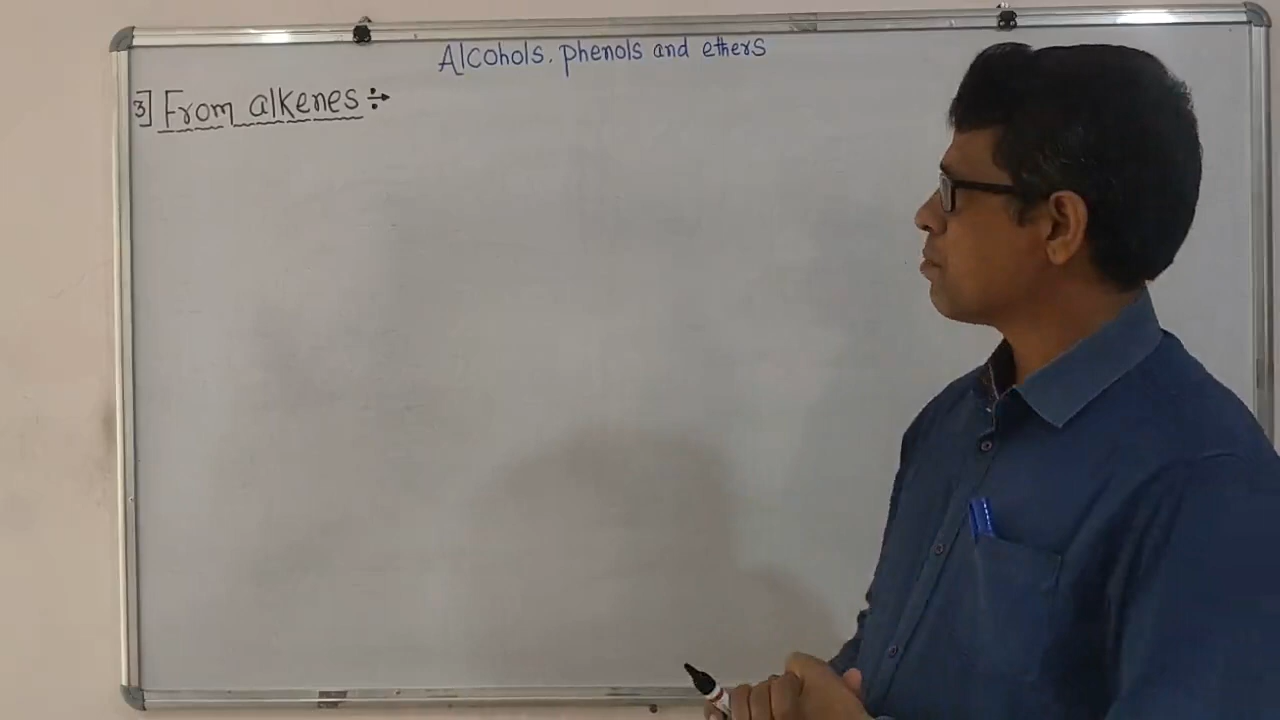 Alcohols. phenols and ethers
3] From alkenes ÷→